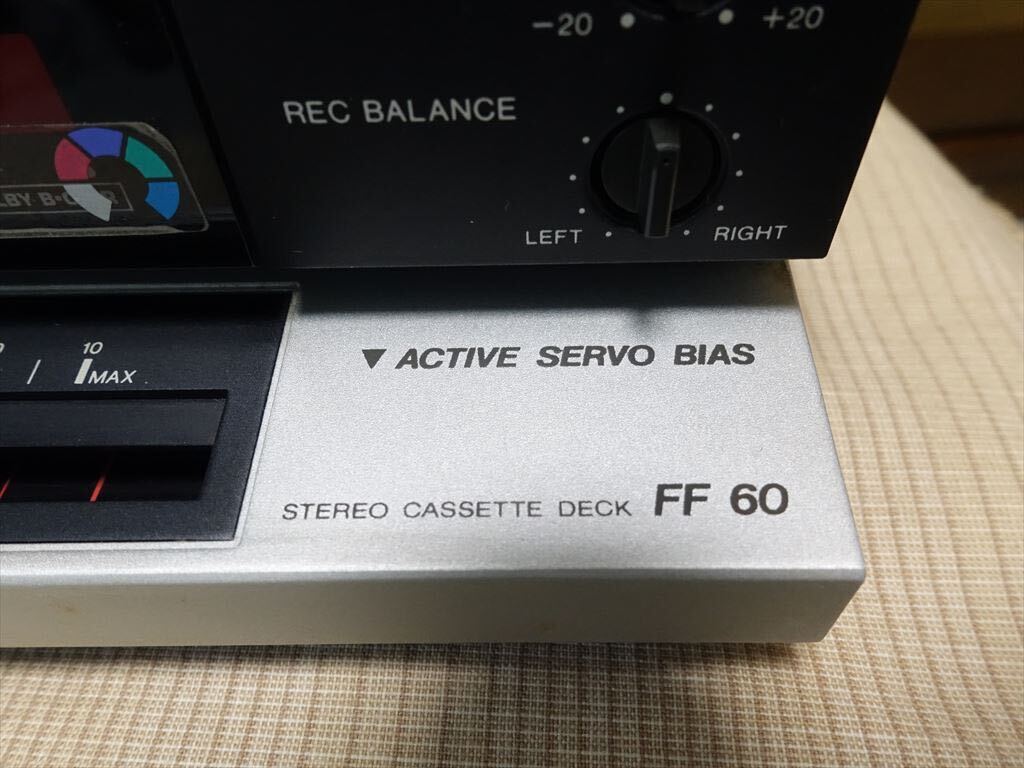 -20 +20
REC BALANCE
LEFT RIGHT
10
MAX
▼ ACTIVE SERVO BIAS
STEREO CASSETTE DECK FF 60